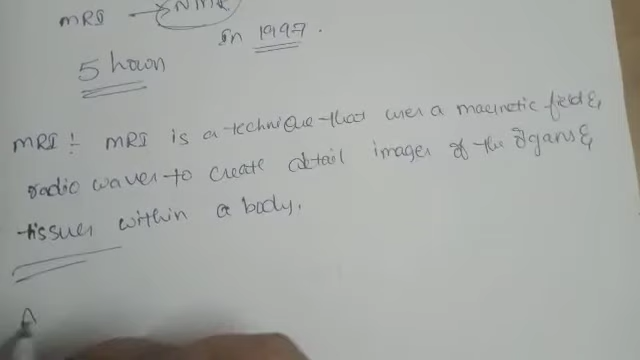 MRI → NMR
In 1997.
5 hours
MRI : MRI is a technique that uses a magnetic field &
radio waves to create detail images of the organs &
tissues within a body.
A